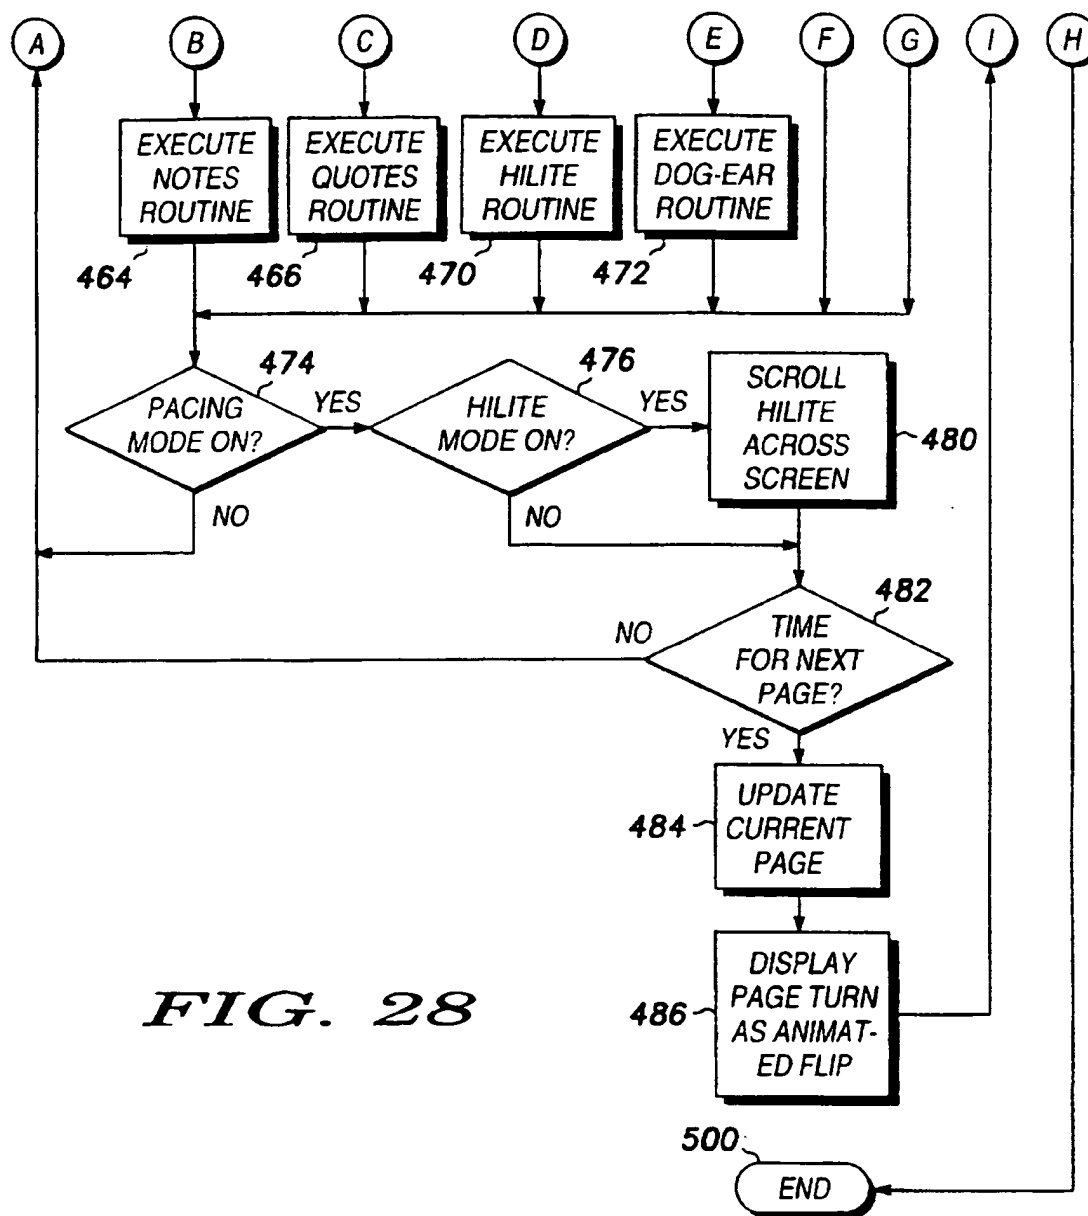 A B C D E F G I H
EXECUTE
NOTES
ROUTINE
464
EXECUTE
QUOTES
ROUTINE
466
EXECUTE
HILITE
ROUTINE
470
EXECUTE
DOG-EAR
ROUTINE
472
PACING
MODE ON?
474
YES
NO
HILITE
MODE ON?
476
YES
NO
SCROLL
HILITE
ACROSS
SCREEN
480
TIME
FOR NEXT
PAGE?
482
NO
YES
UPDATE
CURRENT
PAGE
484
DISPLAY
PAGE TURN
AS ANIMAT-
ED FLIP
486
FIG. 28
500
END